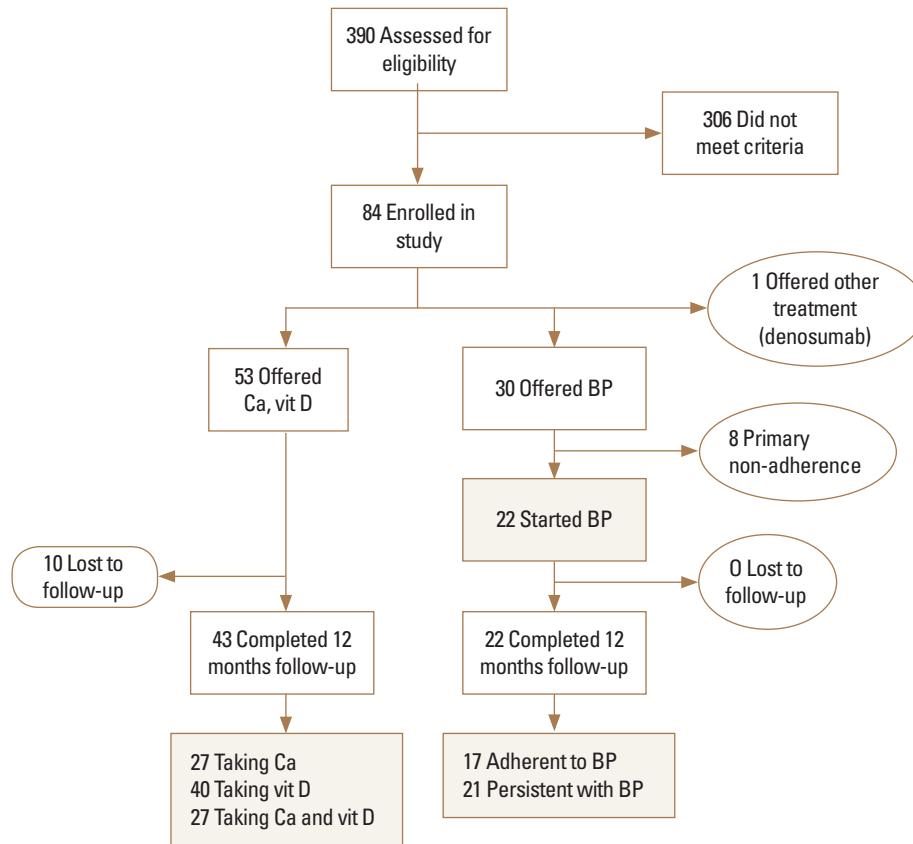 390 Assessed for
eligibility
306 Did not
meet criteria
84 Enrolled in
study
1 Offered other
treatment
(denosumab)
53 Offered
Ca, vit D
30 Offered BP
8 Primary
non-adherence
22 Started BP
10 Lost to
follow-up
0 Lost to
follow-up
43 Completed 12
months follow-up
22 Completed 12
months follow-up
27 Taking Ca
40 Taking vit D
27 Taking Ca and vit D
17 Adherent to BP
21 Persistent with BP